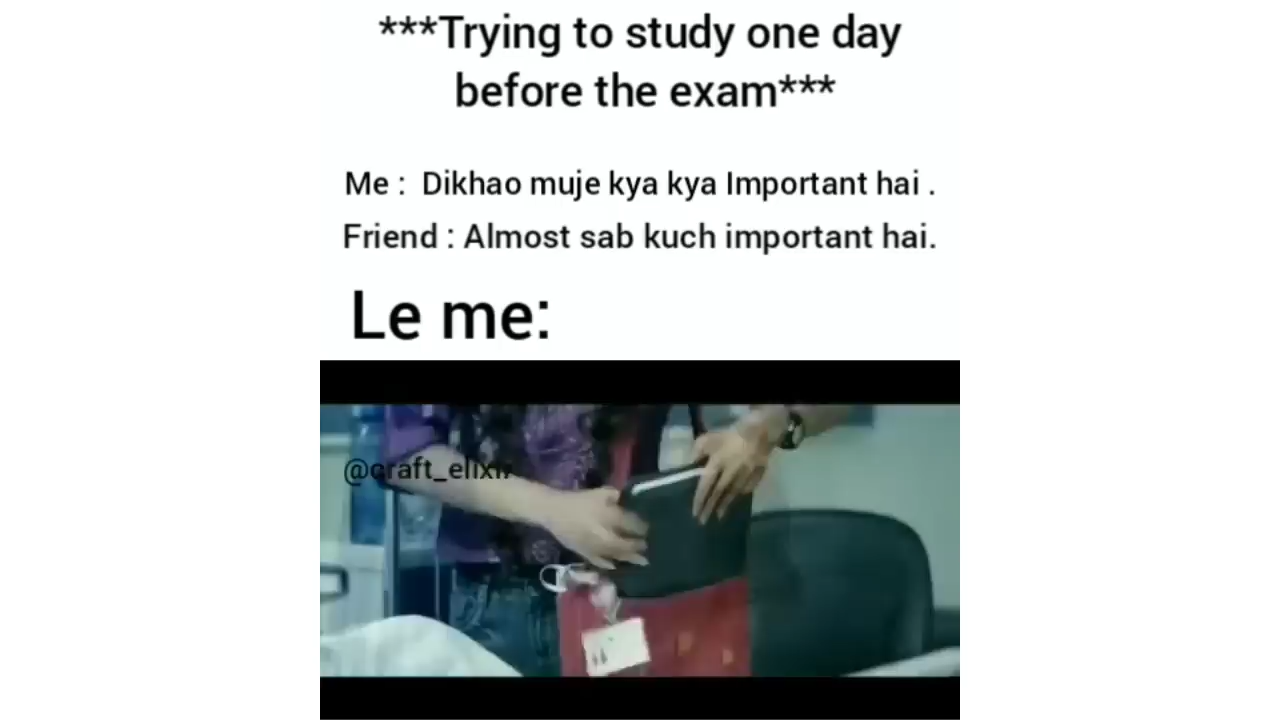 ***Trying to study one day
before the exam***
Me : Dikhao muje kya kya Important hai .
Friend : Almost sab kuch important hai.
Le me:
@craft_elixir